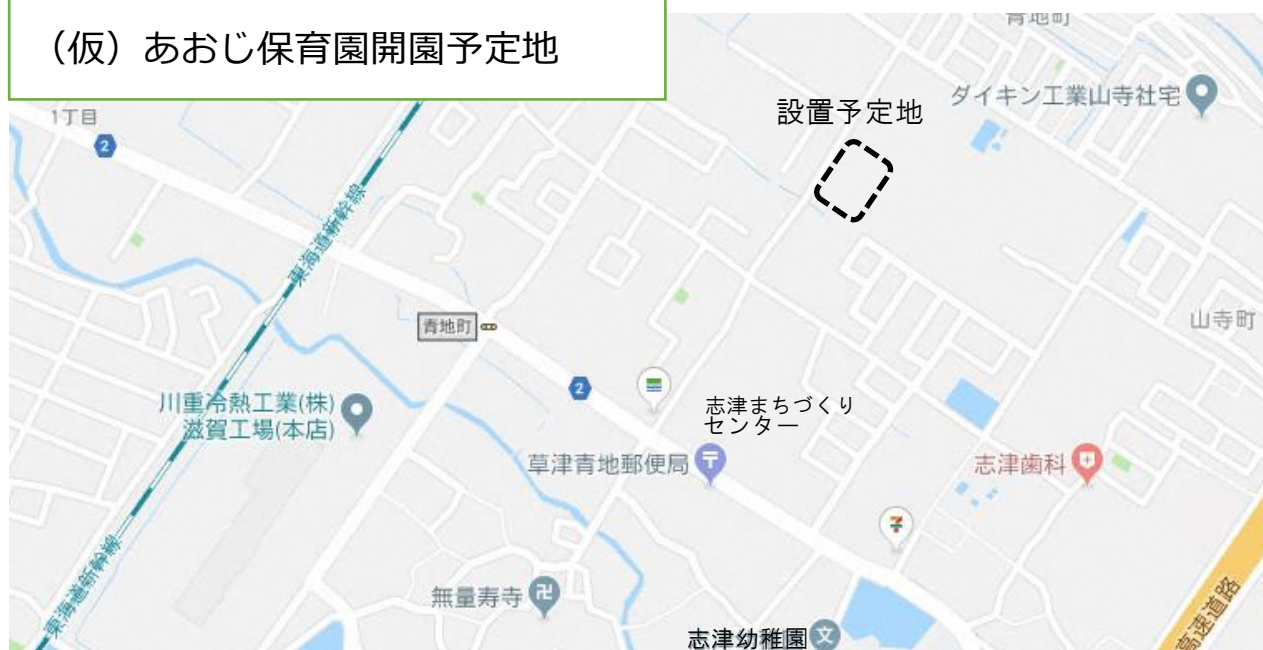 （仮）あおじ保育園開園予定地
青地町
1丁目
2
設置予定地
ダイキン工業山寺社宅
東海道新幹線
青地町
山寺町
2
川重冷熱工業(株)
滋賀工場(本店)
志津まちづくり
センター
草津青地郵便局
志津歯科
7
東海道新幹線
無量寿寺
高速道路
志津幼稚園
文